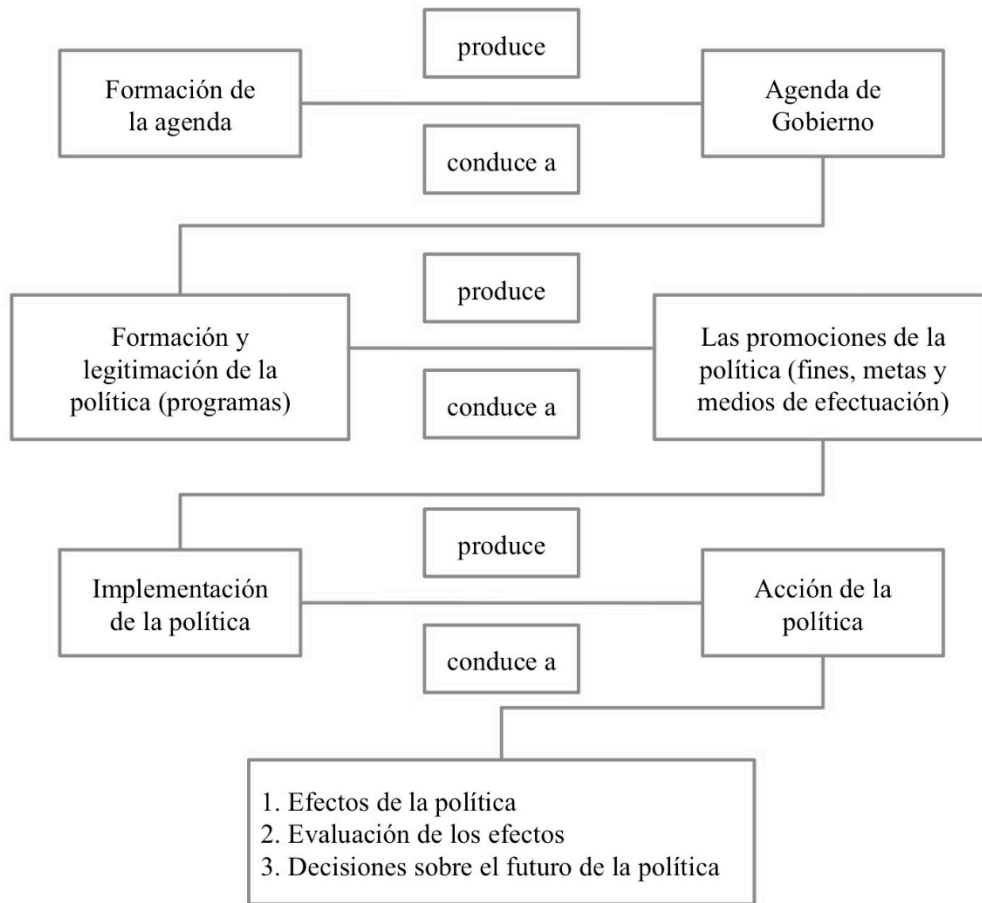 produce
Formación de
la agenda
Agenda de
Gobierno
conduce a
produce
Formación y
legitimación de la
política (programas)
Las promociones de la
política (fines, metas y
medios de efectuación)
conduce a
produce
Implementación
de la política
Acción de la
política
conduce a
1. Efectos de la política
2. Evaluación de los efectos
3. Decisiones sobre el futuro de la política